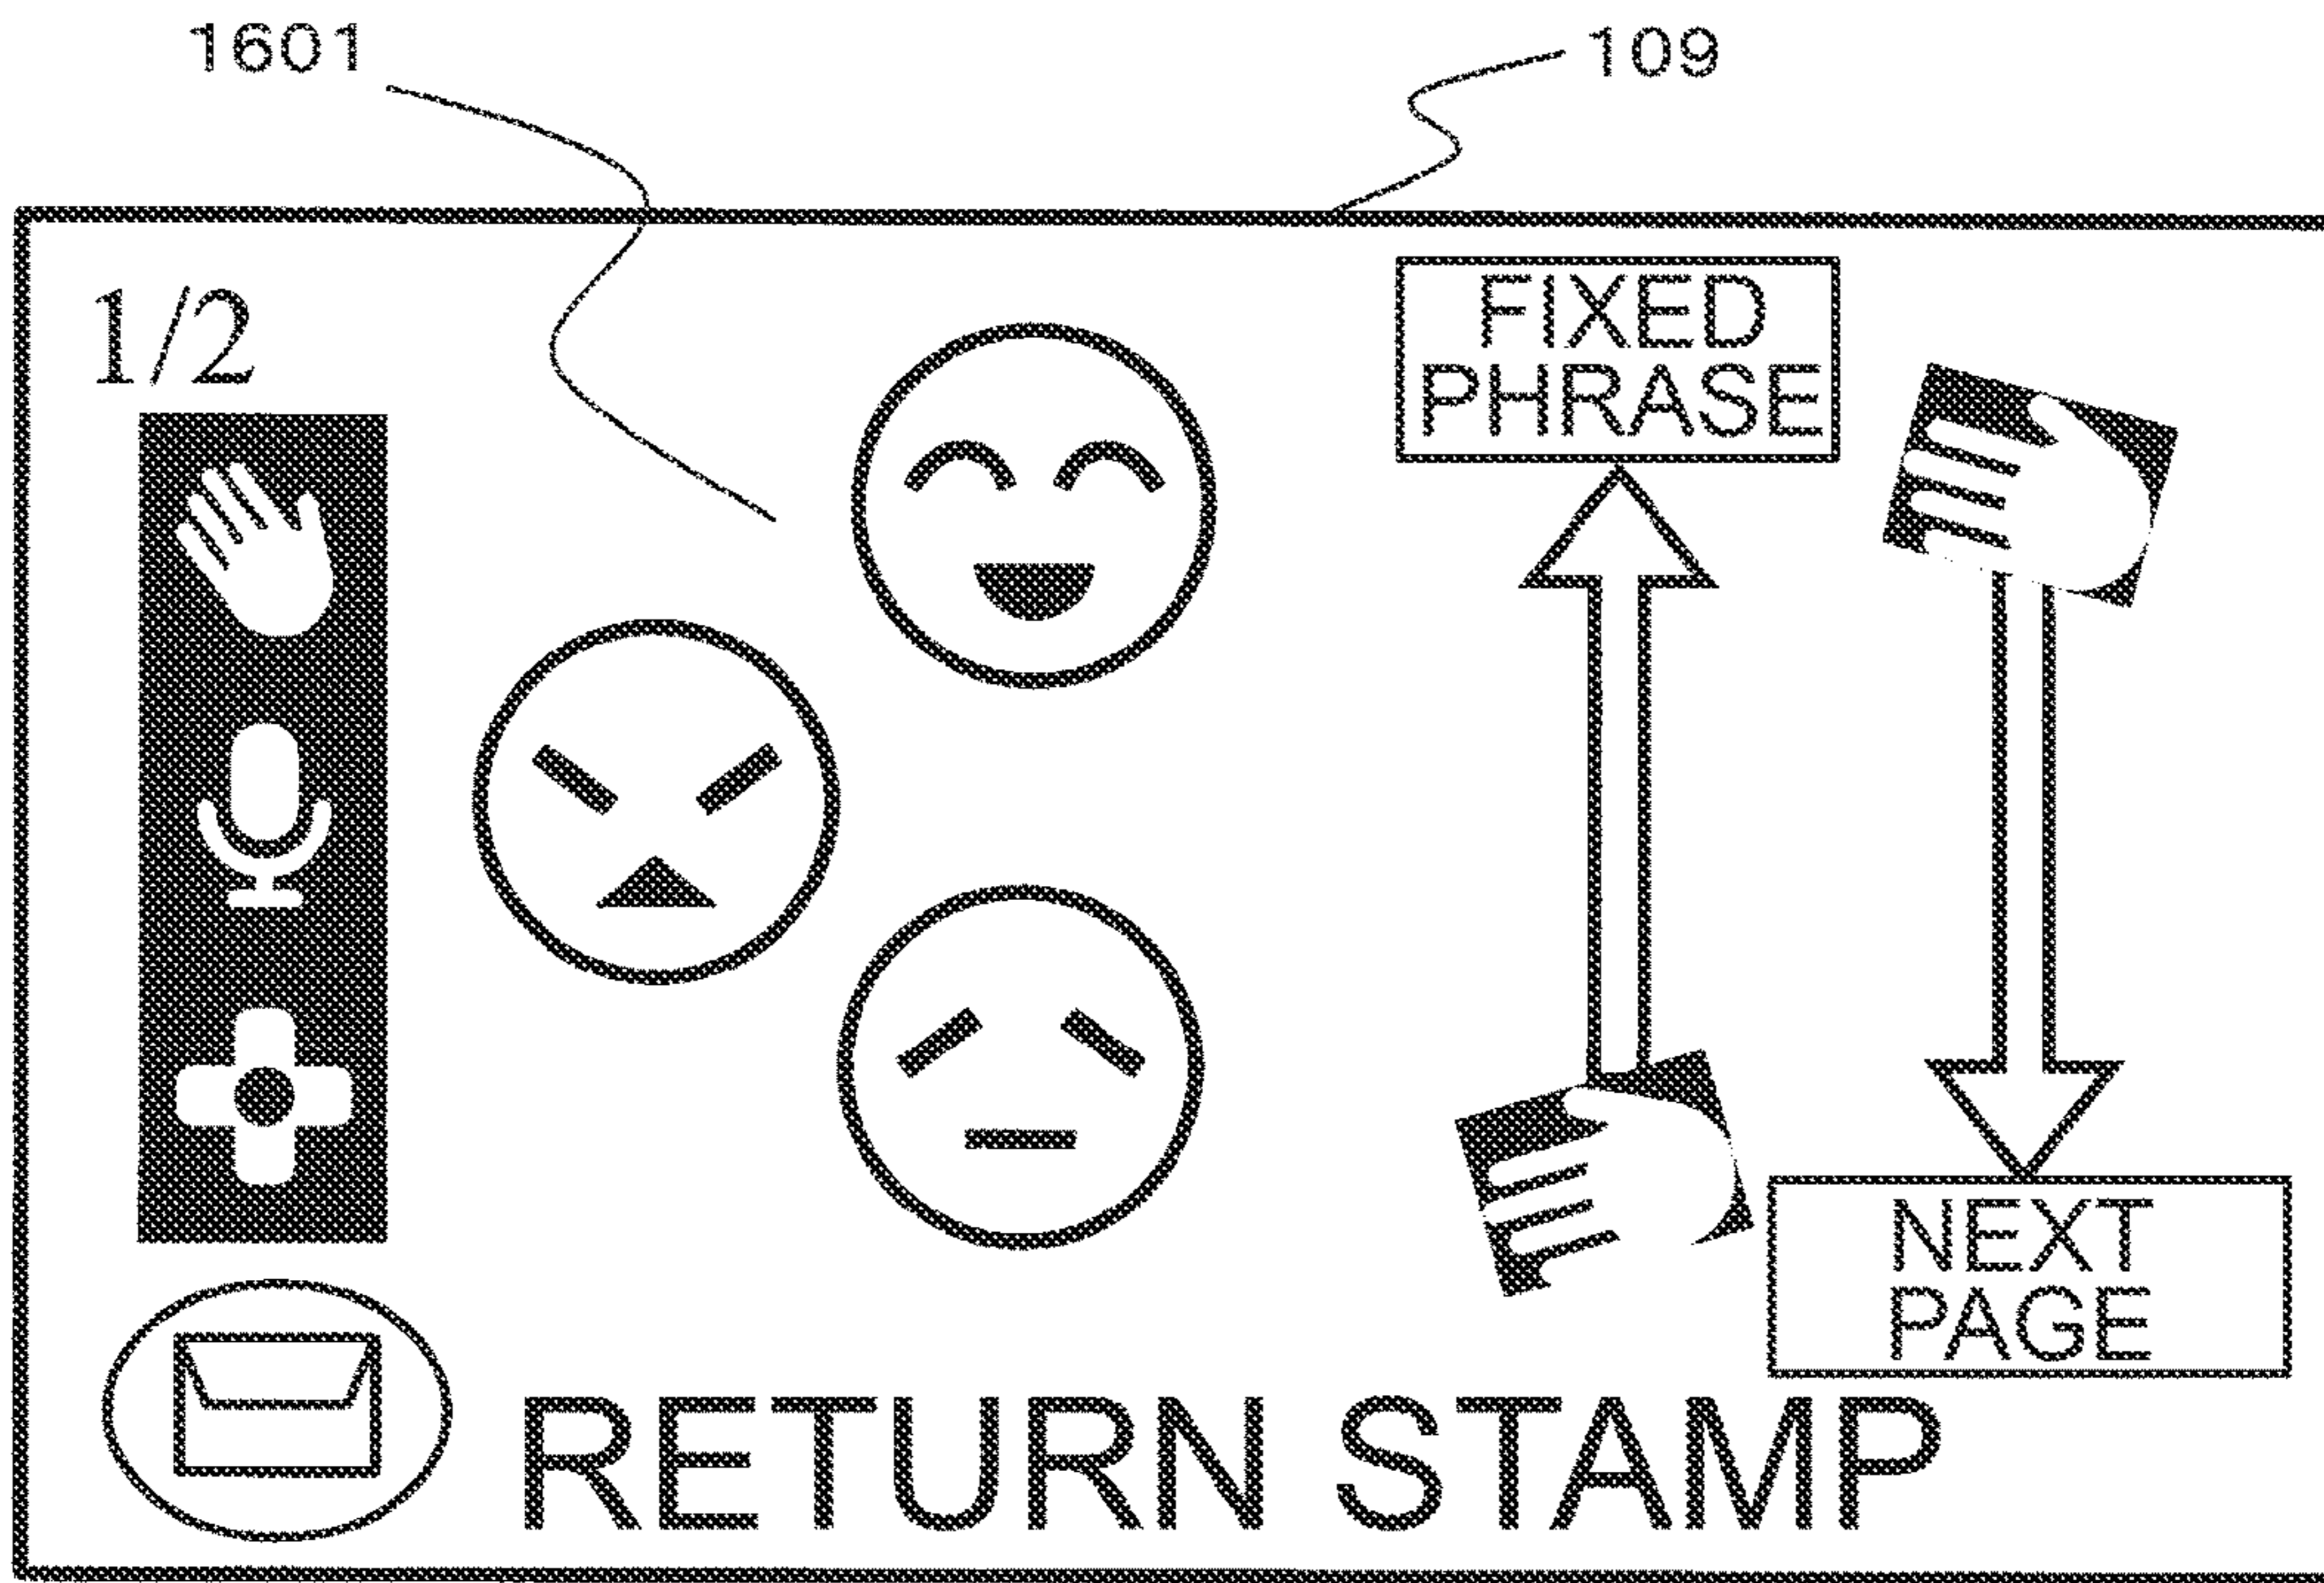 1601
109
1/2
FIXED
PHRASE
NEXT
PAGE
RETURN STAMP